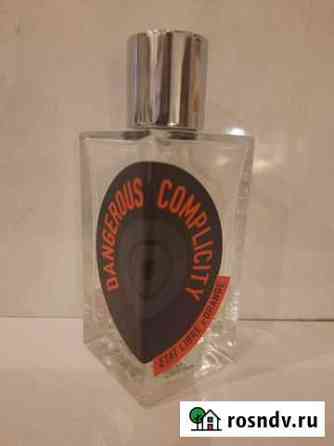 DANGEROUS COMPLICITY
ETAT LIBRE D'ORANGE
rosndv.ru